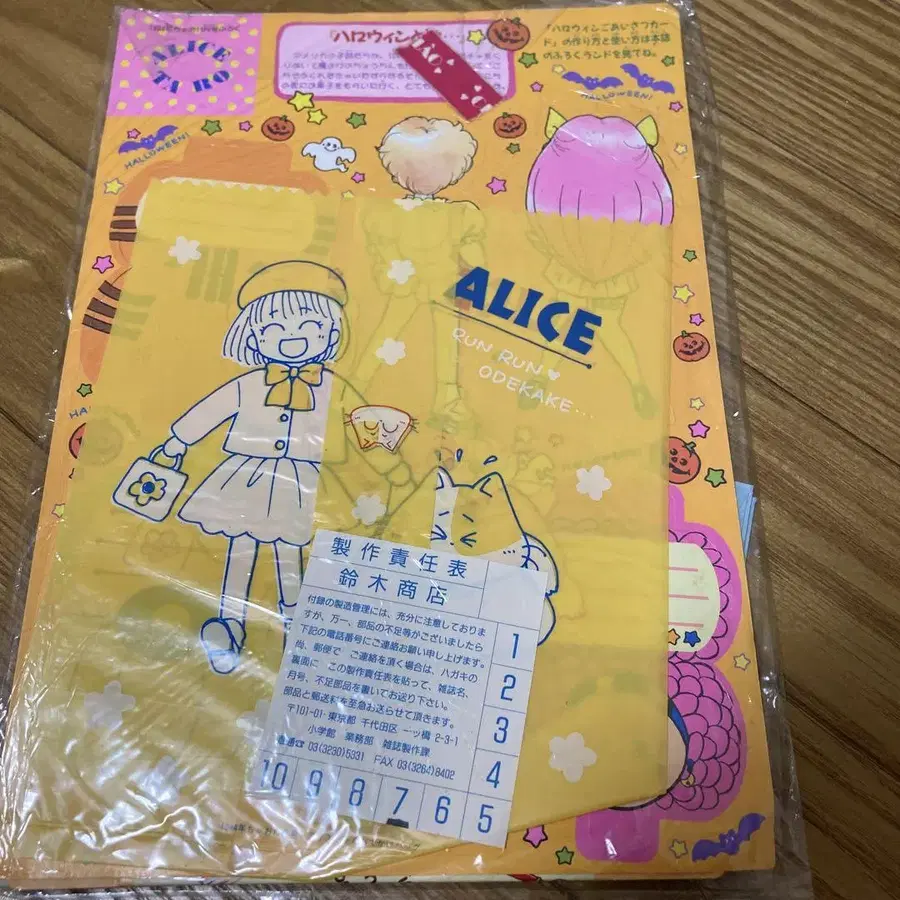 ALICE
TA RO
「ハロウィンと
「ハロウィンごあいさつカー
ド」の作り方と使い方は本誌
のふろくランドを見てね。
HALLOWEEN!
HALLOWEEN!
ALICE
RUN RUN♥
ODEKAKE...
製作責任表
鈴木商店
付録の製造管理には、充分に注意しておりま
すが、万一、部品の不足等がございましたら
下記の電話番号にご連絡お願い申し上げます。
尚、郵便で ご連絡を頂く場合は、ハガキの
裏面に この製作責任表を貼って、雑誌名、
月号、不足部品を書いてお返り下さい。
部品と郵送料を至急お送らせて頂きます。
〒101-01 東京都 千代田区 一ッ橋 2-3-1
小学館 業務部 雑誌製作課
直通☎ 03(3230)5331 FAX 03(3264)8402
1
2
3
4
10 9 8 7 6 5